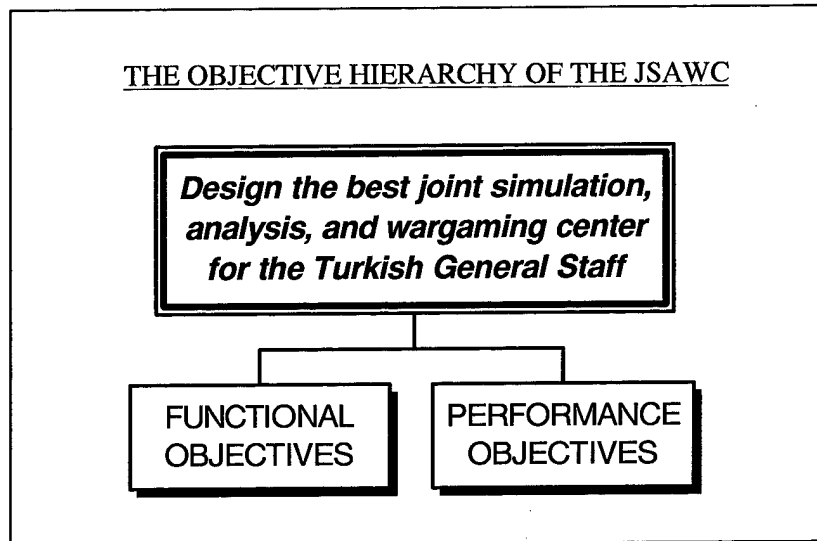 THE OBJECTIVE HIERARCHY OF THE JSAWC
Design the best joint simulation,
analysis, and wargaming center
for the Turkish General Staff
FUNCTIONAL
OBJECTIVES
PERFORMANCE
OBJECTIVES